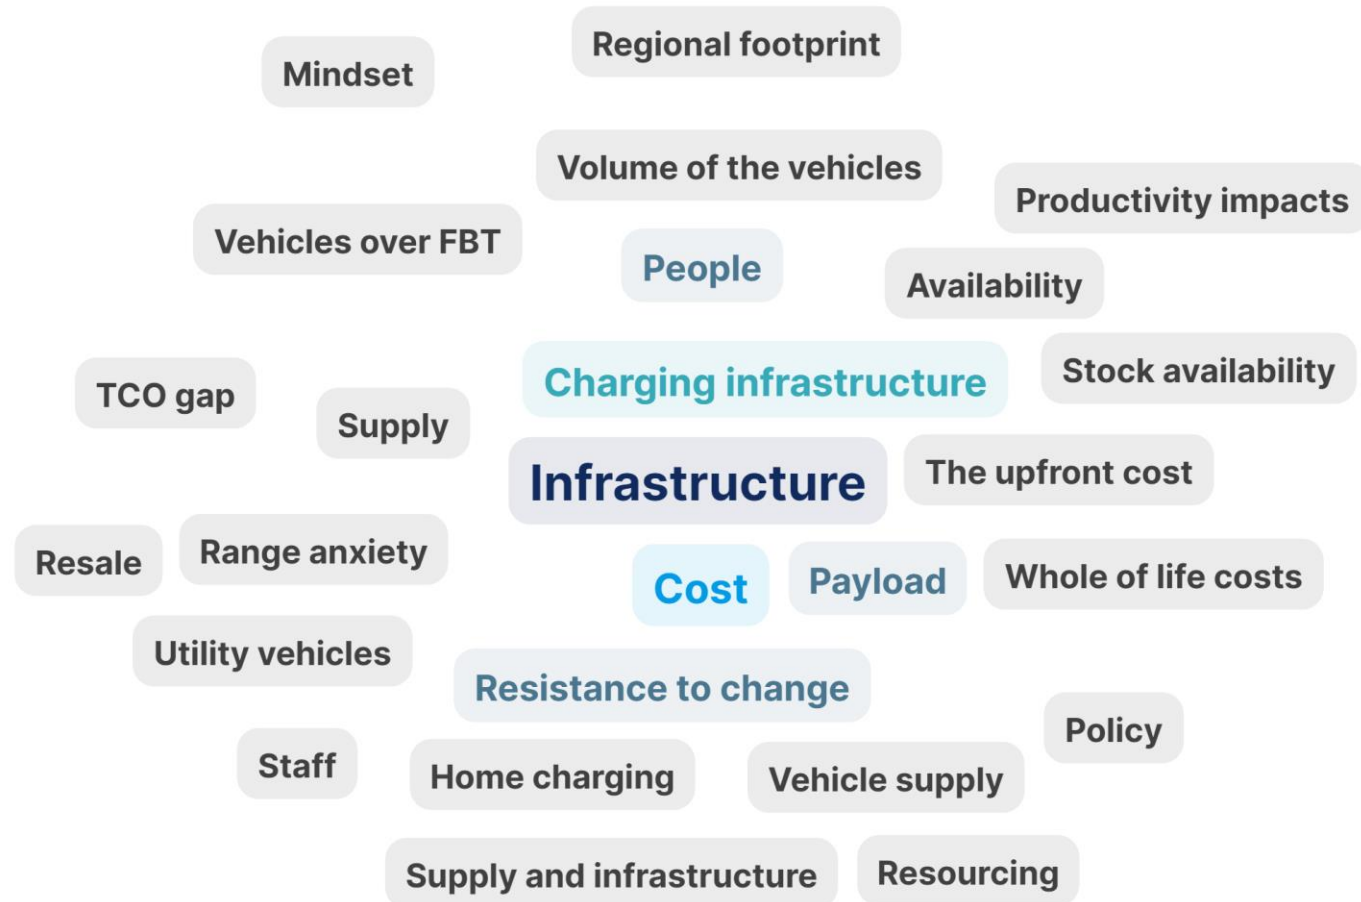 Regional footprint
Mindset
Volume of the vehicles
Productivity impacts
Vehicles over FBT
People
Availability
Stock availability
Charging infrastructure
TCO gap
Supply
The upfront cost
Infrastructure
Range anxiety
Resale
Whole of life costs
Payload
Cost
Utility vehicles
Resistance to change
Policy
Staff
Home charging
Vehicle supply
Supply and infrastructure
Resourcing